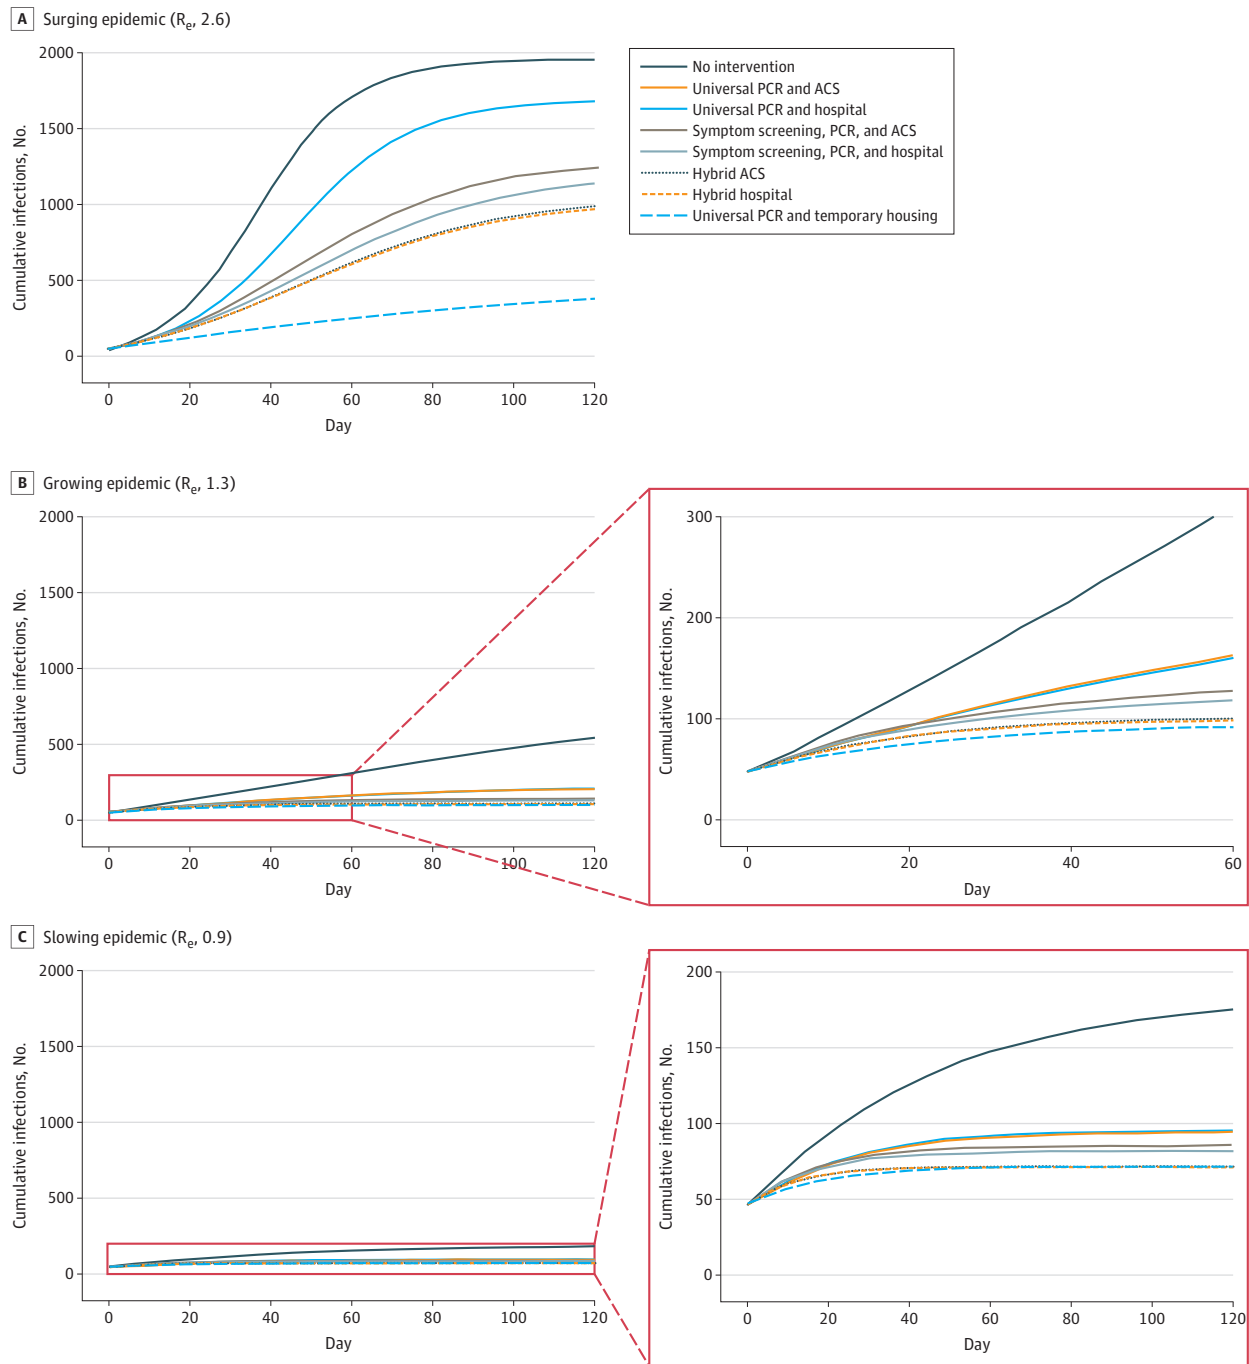 A Surging epidemic (Re, 2.6)
2000
1500
1000
500
0
Cumulative infections, No.
0 20 40 60 80 100 120
Day
No intervention
Universal PCR and ACS
Universal PCR and hospital
Symptom screening, PCR, and ACS
Symptom screening, PCR, and hospital
Hybrid ACS
Hybrid hospital
Universal PCR and temporary housing
B Growing epidemic (Re, 1.3)
2000
1500
1000
500
0
Cumulative infections, No.
0 20 40 60 80 100 120
Day
300
200
100
0
Cumulative infections, No.
0 20 40 60
Day
C Slowing epidemic (Re, 0.9)
2000
1500
1000
500
0
Cumulative infections, No.
0 20 40 60 80 100 120
Day
200
150
100
50
0
Cumulative infections, No.
0 20 40 60 80 100 120
Day